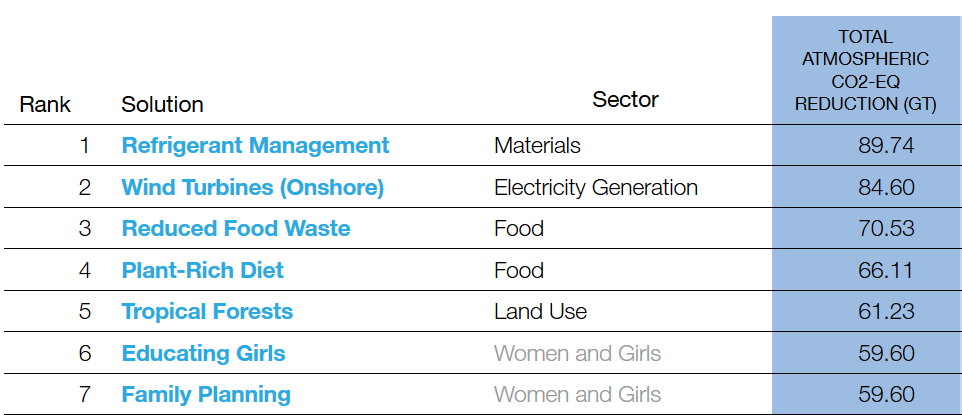 TOTAL
ATMOSPHERIC
CO2-EQ
REDUCTION (GT)
Rank Solution Sector
1 Refrigerant Management Materials 89.74
2 Wind Turbines (Onshore) Electricity Generation 84.60
3 Reduced Food Waste Food 70.53
4 Plant-Rich Diet Food 66.11
5 Tropical Forests Land Use 61.23
6 Educating Girls Women and Girls 59.60
7 Family Planning Women and Girls 59.60